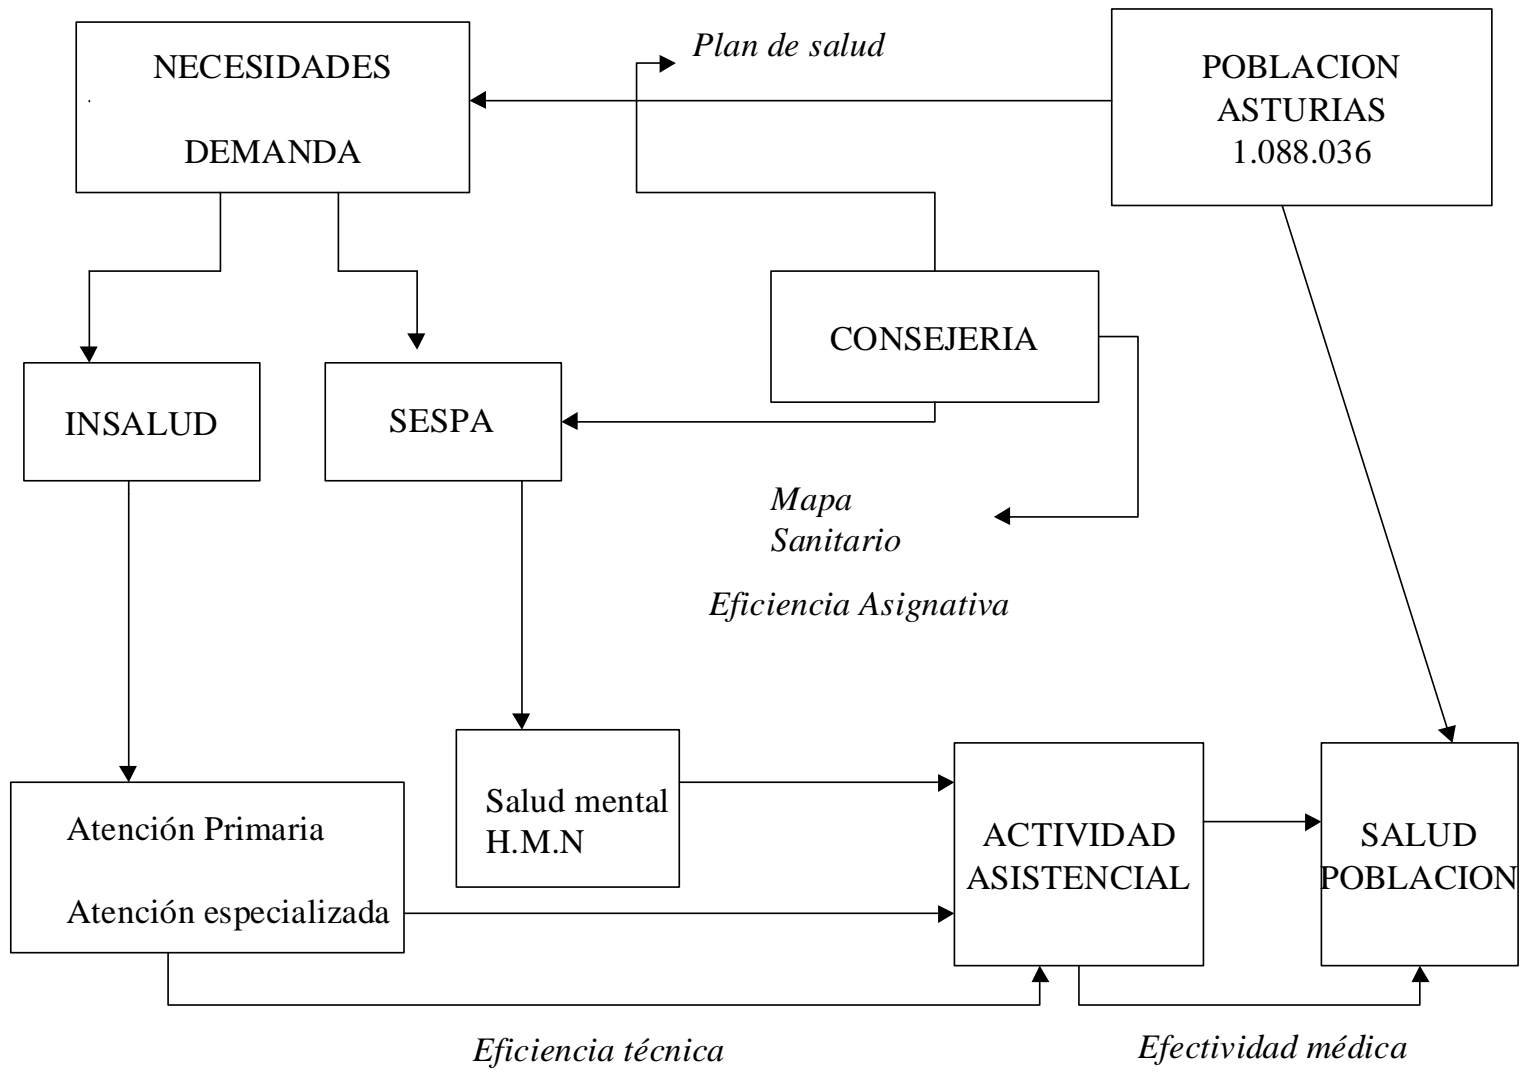 Plan de salud
NECESIDADES
DEMANDA
POBLACION
ASTURIAS
1.088.036
CONSEJERIA
INSALUD
SESPA
Mapa
Sanitario
Eficiencia Asignativa
Salud mental
H.M.N
Atención Primaria
Atención especializada
ACTIVIDAD
ASISTENCIAL
SALUD
POBLACION
Eficiencia técnica
Efectividad médica